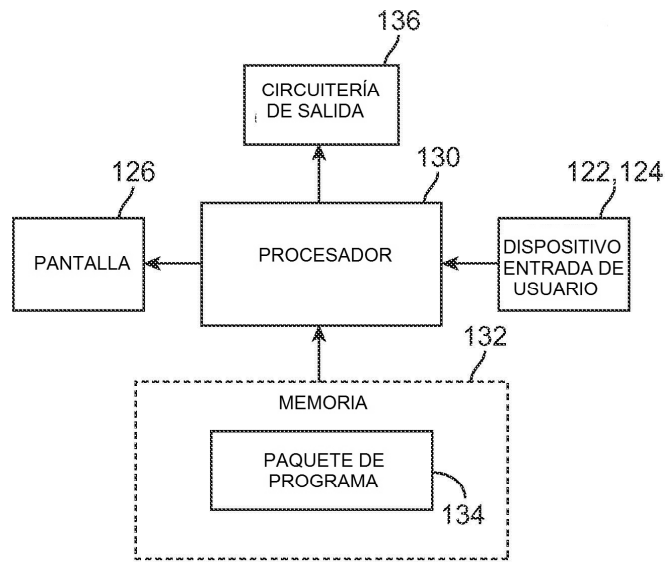 136
CIRCUITERÍA
DE SALIDA
126
130
122,124
PANTALLA
PROCESADOR
DISPOSITIVO
ENTRADA DE
USUARIO
132
MEMORIA
PAQUETE DE
PROGRAMA
134